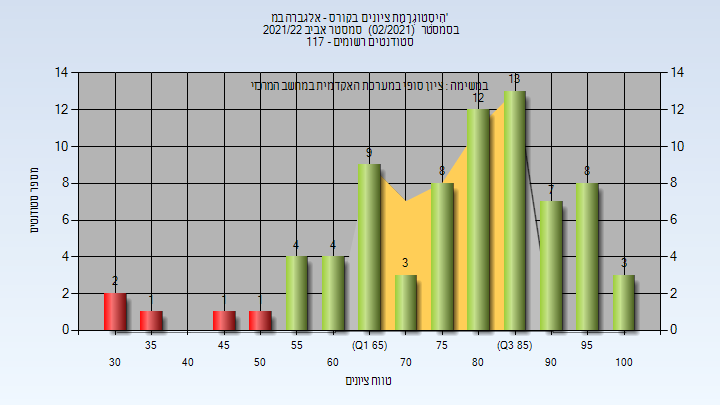 היסטוגרמת ציונים בקורס - אלגברה במ'
בסמסטר (02/2021) סמסטר אביב 2021/22
סטודנטים רשומים - 117
במשימה : ציון סופי במערכת האקדמית במחשב המרכזי
מספר סטודנטים
14 14
12 12
10 10
8 8
6 6
4 4
2 2
0 0
2 1 1 1 4 4 9 3 8 12 13 7 8 3
35 45 55 (Q1 65) 75 (Q3 85) 95
30 40 50 60 70 80 90 100
טווח ציונים